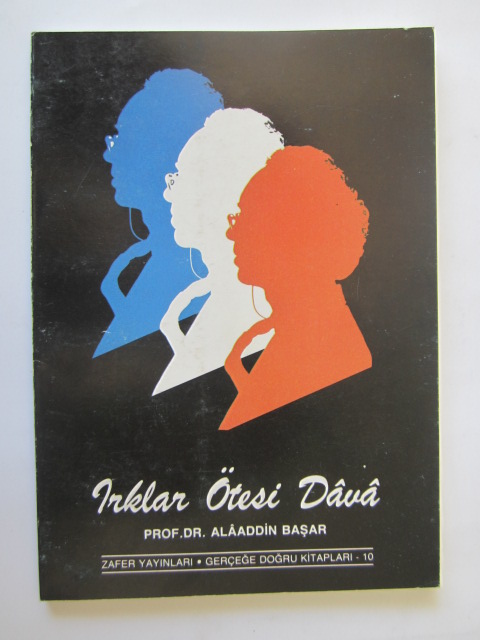 Irklar Ötesi Dâvâ
PROF.DR. ALÂADDİN BAŞAR
ZAFER YAYINLARI • GERÇEĞE DOĞRU KİTAPLARI - 10